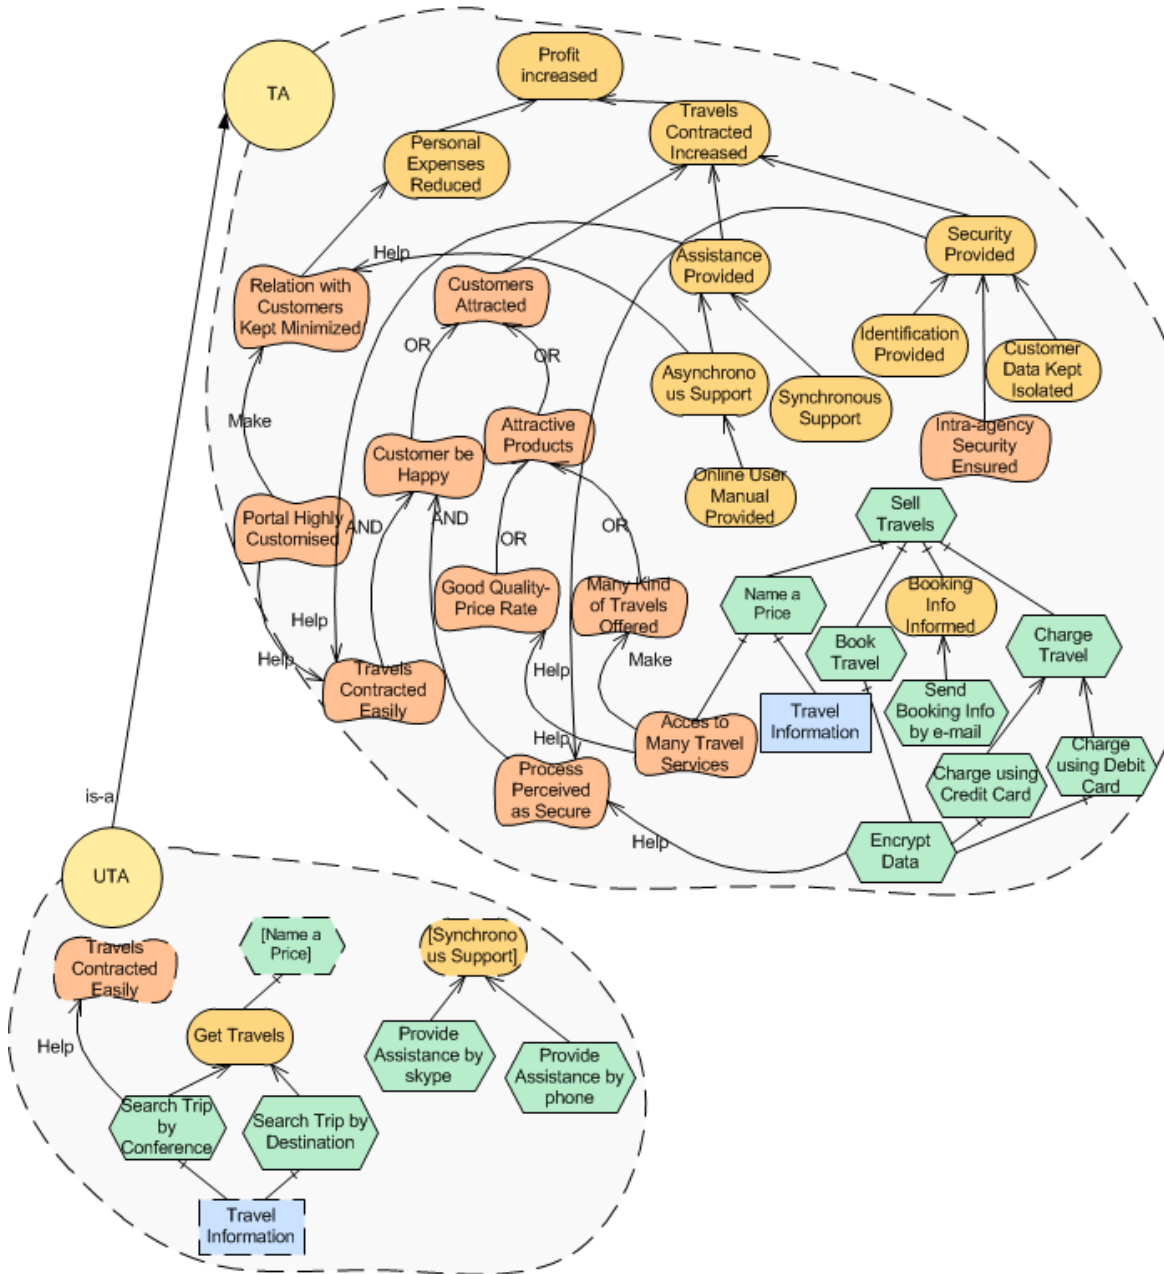 TA
Profit
increased
Travels
Contracted
Increased
Personal
Expenses
Reduced
Help
Relation with
Customers
Kept Minimized
Customers
Attracted
Assistance
Provided
Security
Provided
OR
OR
Asynchrono
us Support
Synchronous
Support
Identification
Provided
Customer
Data Kept
Isolated
Make
Customer be
Happy
Attractive
Products
Intra-agency
Security
Ensured
Online User
Manual
Provided
Portal Highly
Customised
AND
AND
OR
OR
Sell
Travels
Good Quality-
Price Rate
Many Kind
of Travels
Offered
Name a
Price
Booking
Info
Informed
Help
Book
Travel
Charge
Travel
Help
Travels
Contracted
Easily
Help
Make
Travel
Information
Send
Booking Info
by e-mail
Acces to
Many Travel
Services
Help
Process
Perceived
as Secure
Charge using
Credit Card
Charge
using Debit
Card
Help
Encrypt
Data
is-a
UTA
Travels
Contracted
Easily
[Name a
Price]
[Synchrono
us Support]
Help
Get Travels
Provide
Assistance by
skype
Provide
Assistance by
phone
Search Trip
by
Conference
Search Trip by
Destination
Travel
Information